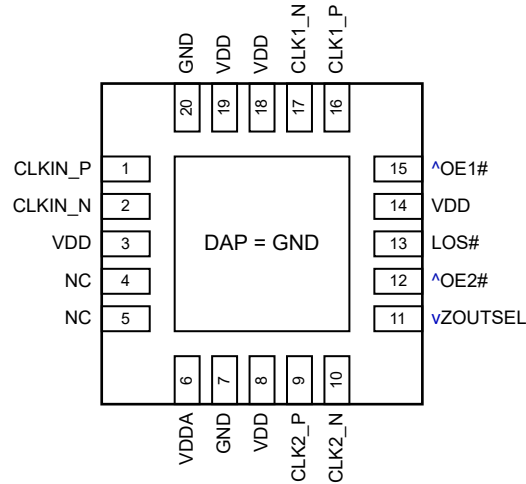 GND
VDD
VDD
CLK1_N
CLK1_P
20
19
18
17
16
CLKIN_P 1
CLKIN_N 2
VDD 3
NC 4
NC 5
DAP = GND
15 ^OE1#
14 VDD
13 LOS#
12 ^OE2#
11 vZOUTSEL
6
7
8
9
10
VDDA
GND
VDD
CLK2_P
CLK2_N